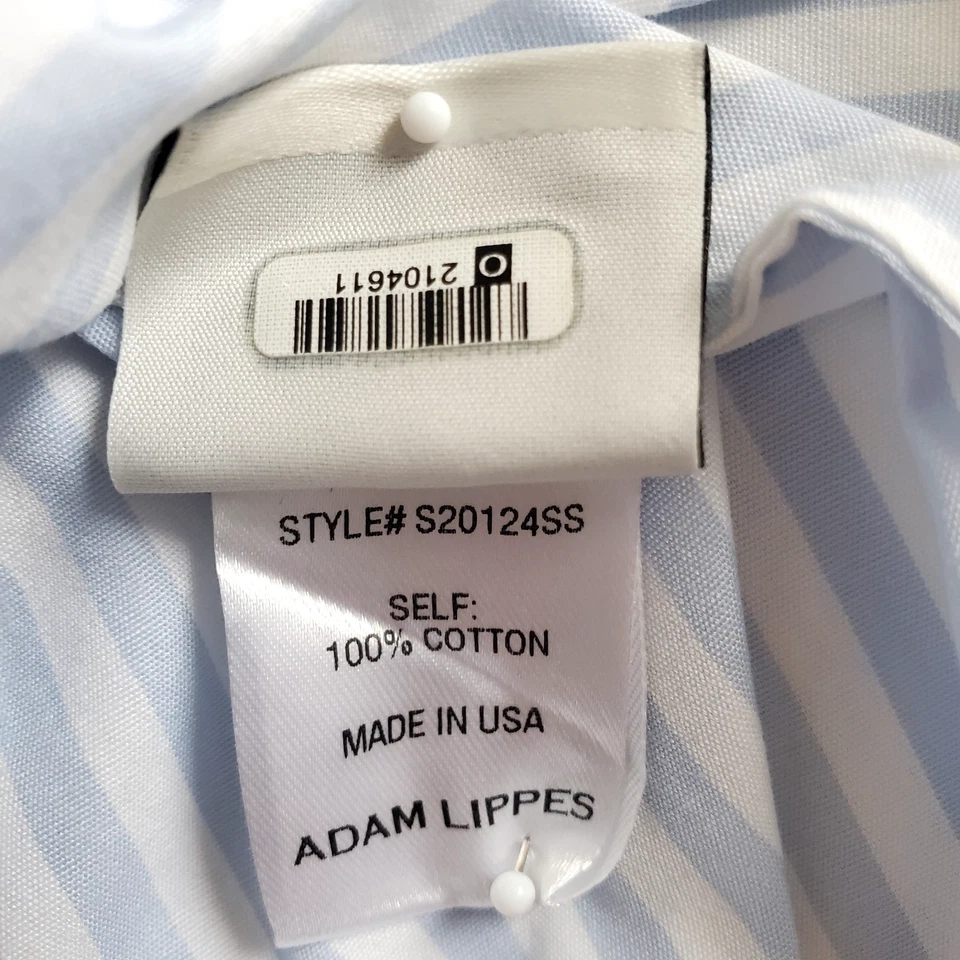 O 2104611
STYLE# S20124SS
SELF:
100% COTTON
MADE IN USA
ADAM LIPPES